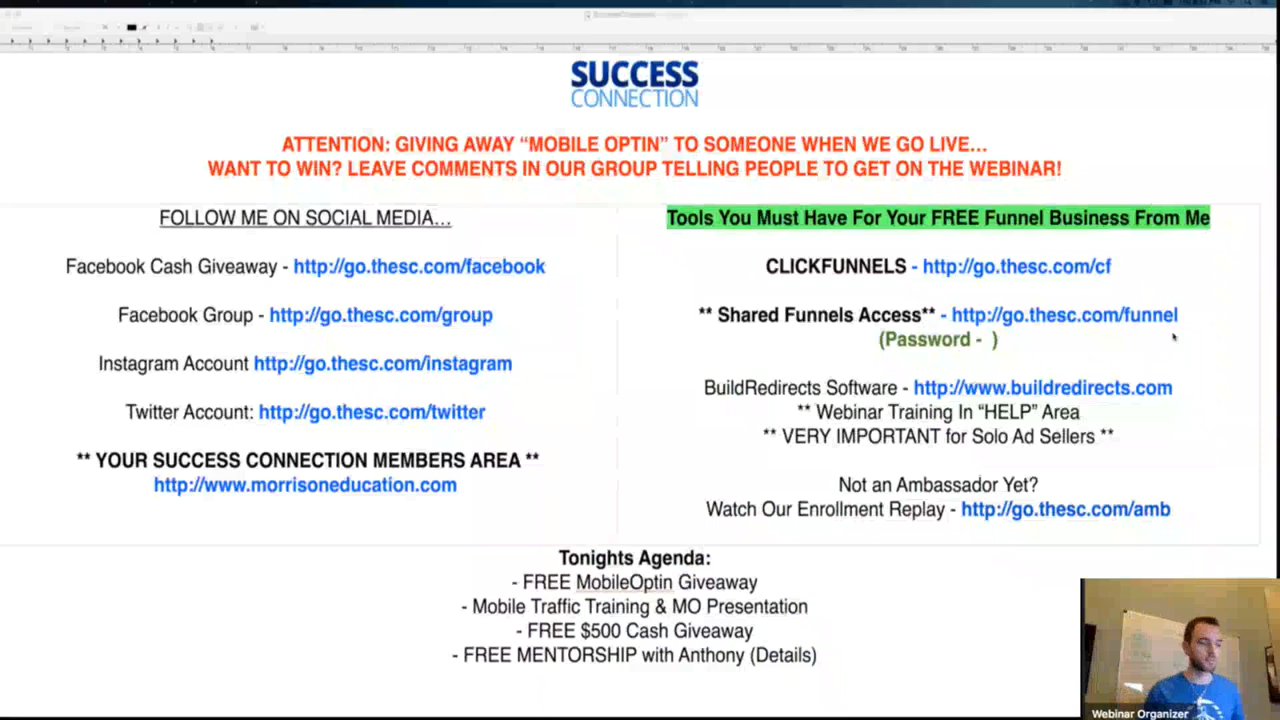 SUCCESS
CONNECTION
ATTENTION: GIVING AWAY “MOBILE OPTIN” TO SOMEONE WHEN WE GO LIVE…
WANT TO WIN? LEAVE COMMENTS IN OUR GROUP TELLING PEOPLE TO GET ON THE WEBINAR!
FOLLOW ME ON SOCIAL MEDIA…
Facebook Cash Giveaway - http://go.thesc.com/facebook
Facebook Group - http://go.thesc.com/group
Instagram Account http://go.thesc.com/instagram
Twitter Account: http://go.thesc.com/twitter
** YOUR SUCCESS CONNECTION MEMBERS AREA **
http://www.morrisoneducation.com
Tools You Must Have For Your FREE Funnel Business From Me
CLICKFUNNELS - http://go.thesc.com/cf
** Shared Funnels Access** - http://go.thesc.com/funnel
(Password - )
BuildRedirects Software - http://www.buildredirects.com
** Webinar Training In “HELP” Area
** VERY IMPORTANT for Solo Ad Sellers **
Not an Ambassador Yet?
Watch Our Enrollment Replay - http://go.thesc.com/amb
Tonights Agenda:
- FREE MobileOptin Giveaway
- Mobile Traffic Training & MO Presentation
- FREE $500 Cash Giveaway
- FREE MENTORSHIP with Anthony (Details)
Webinar Organizer